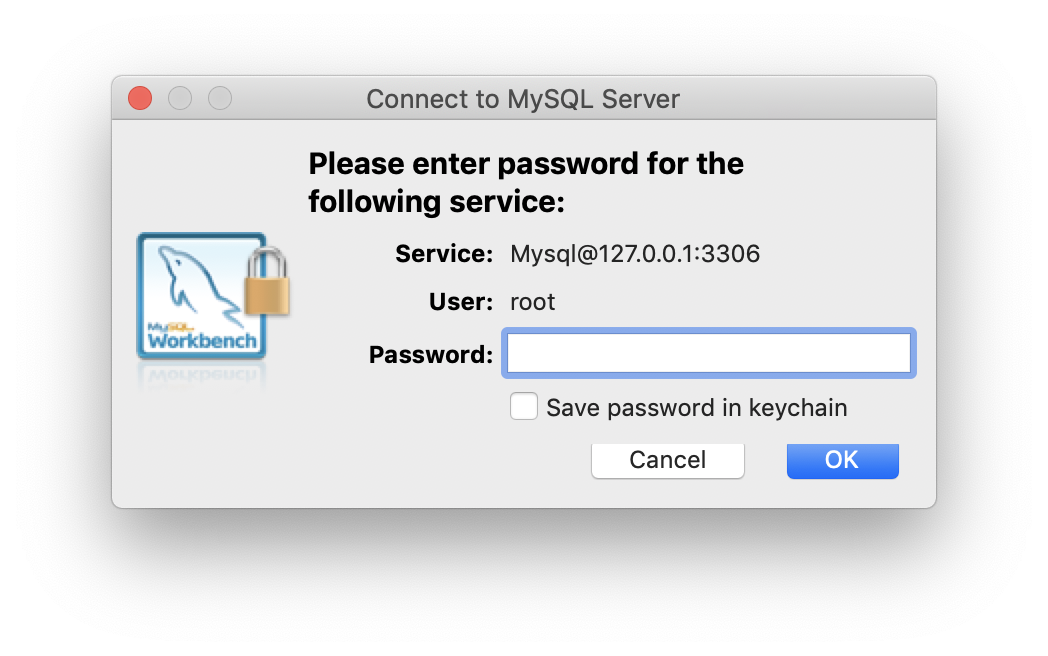 Connect to MySQL Server
Please enter password for the
following service:
Service: Mysql@127.0.0.1:3306
User: root
MySQL
Workbench
Password:
Save password in keychain
Cancel OK